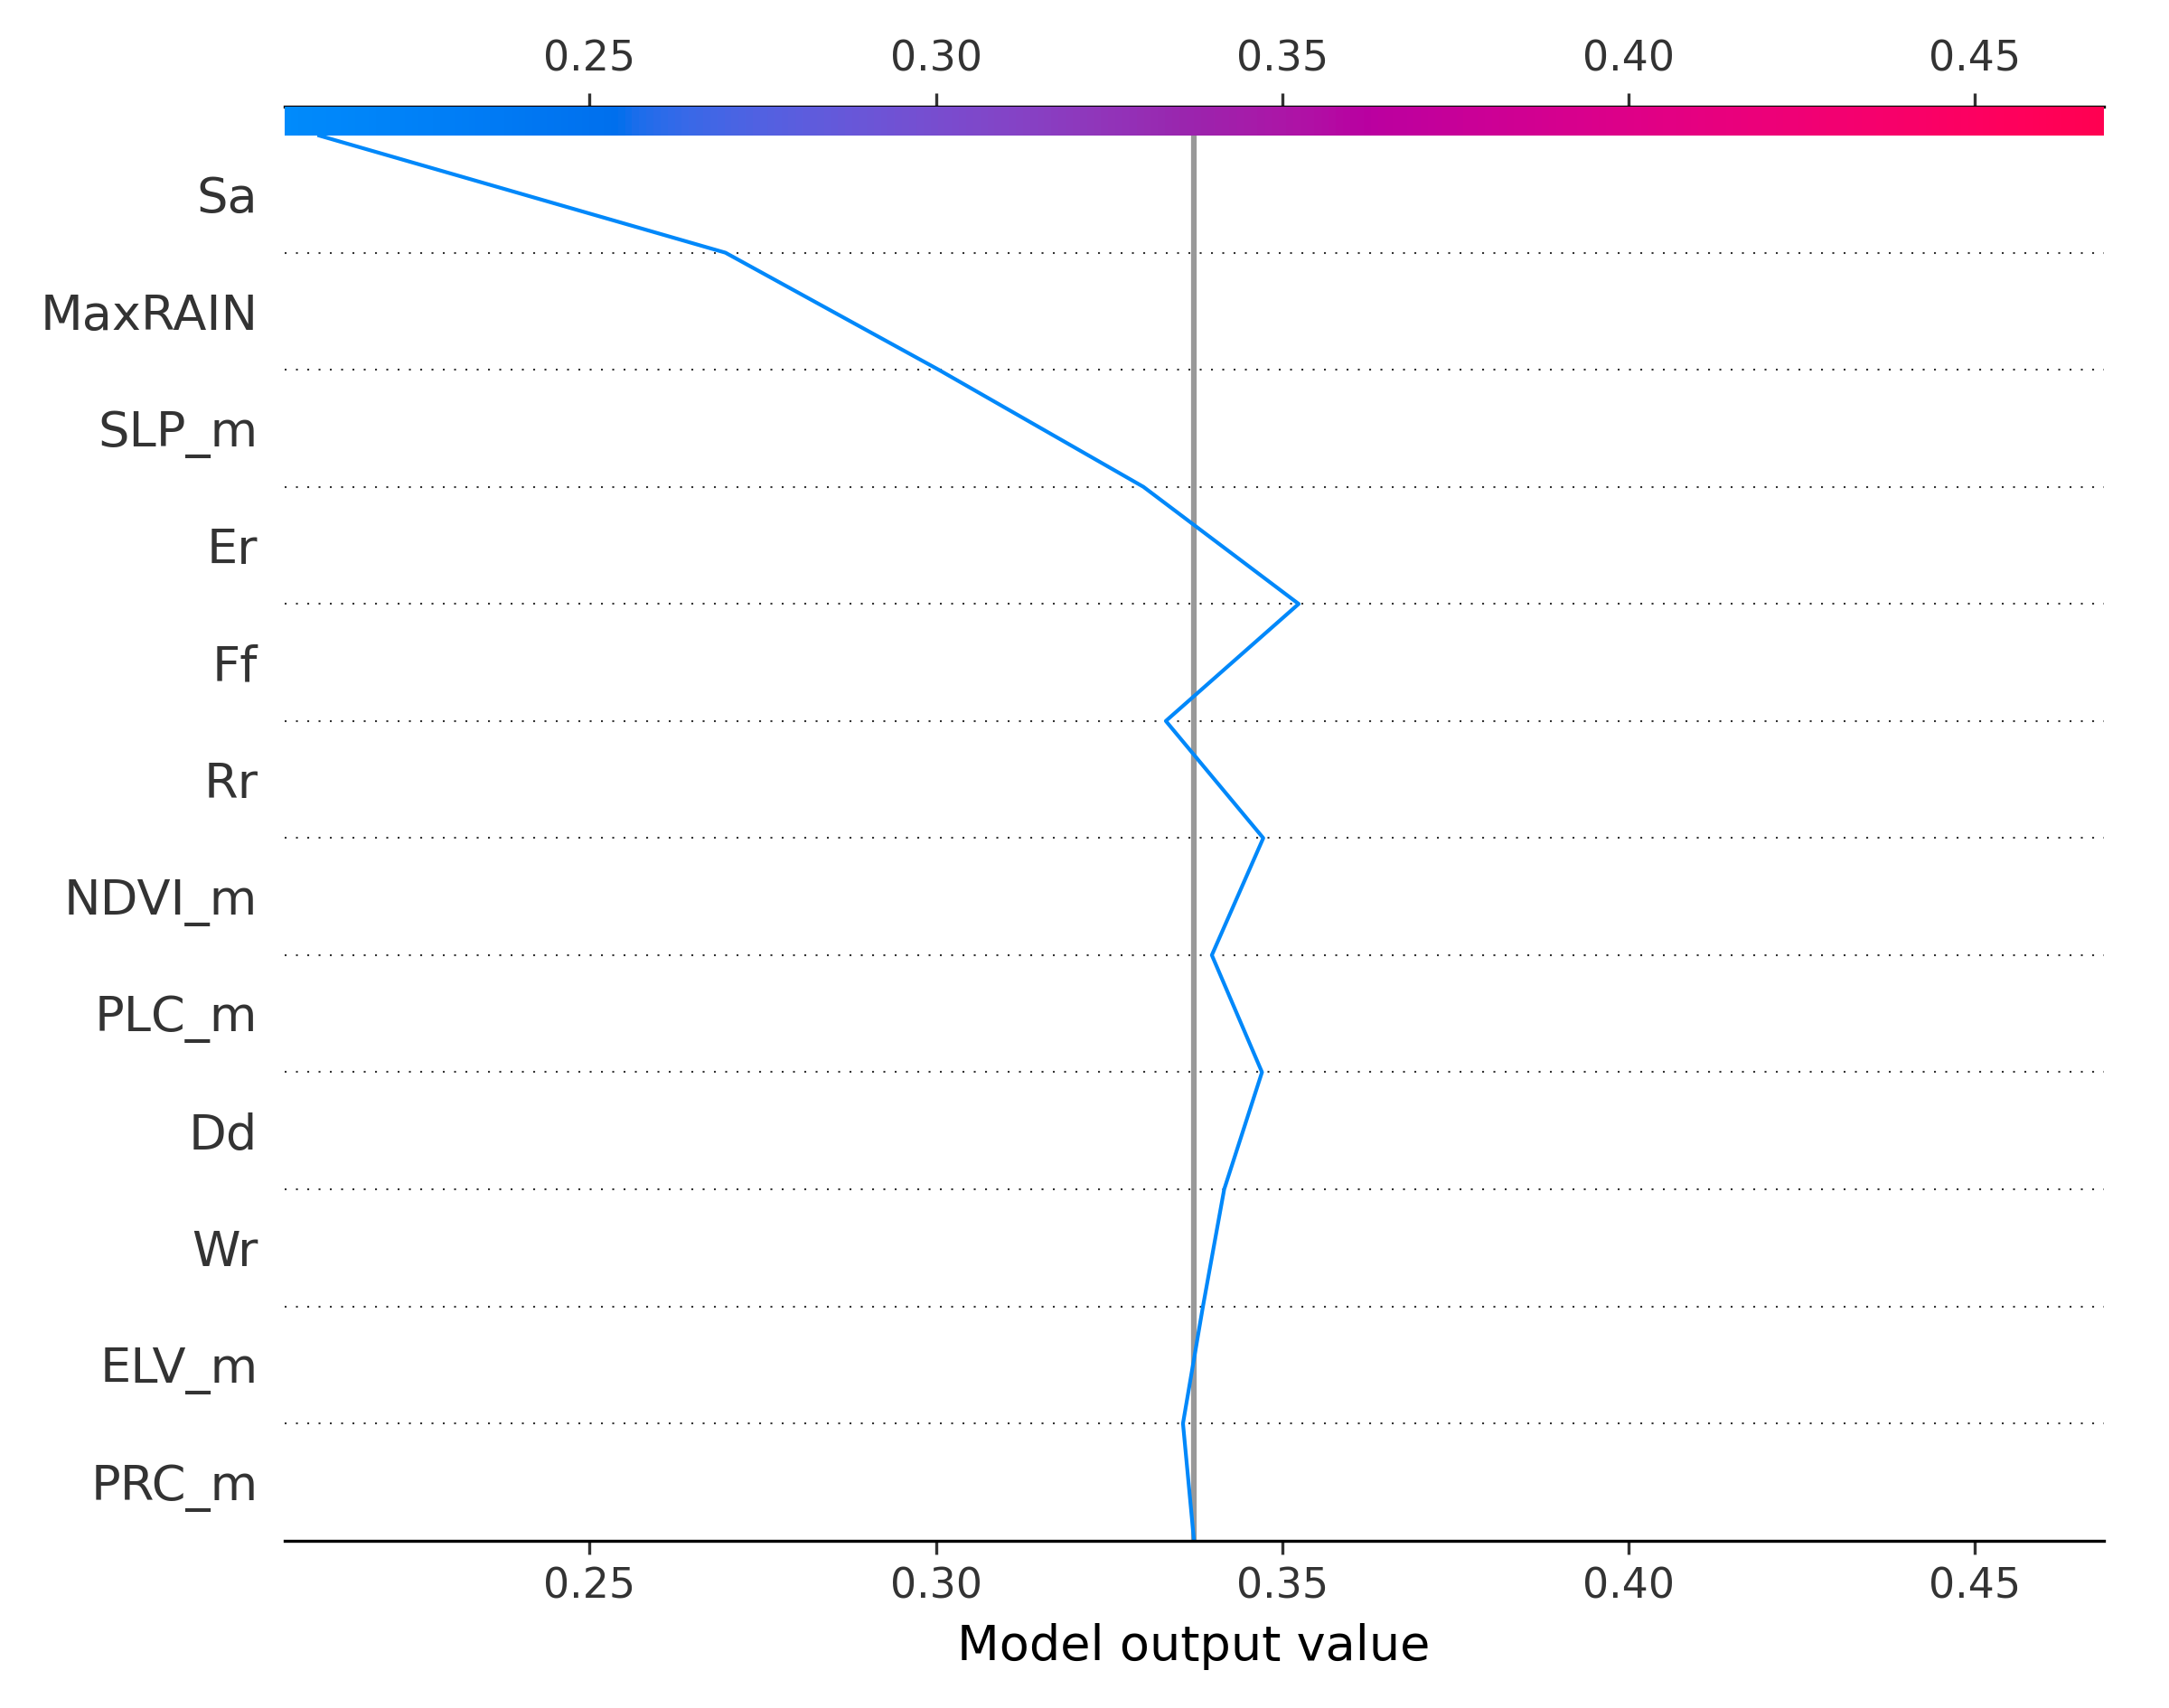 0.25 0.30 0.35 0.40 0.45
Sa
MaxRAIN
SLP_m
Er
Ff
Rr
NDVI_m
PLC_m
Dd
Wr
ELV_m
PRC_m
0.25 0.30 0.35 0.40 0.45
Model output value